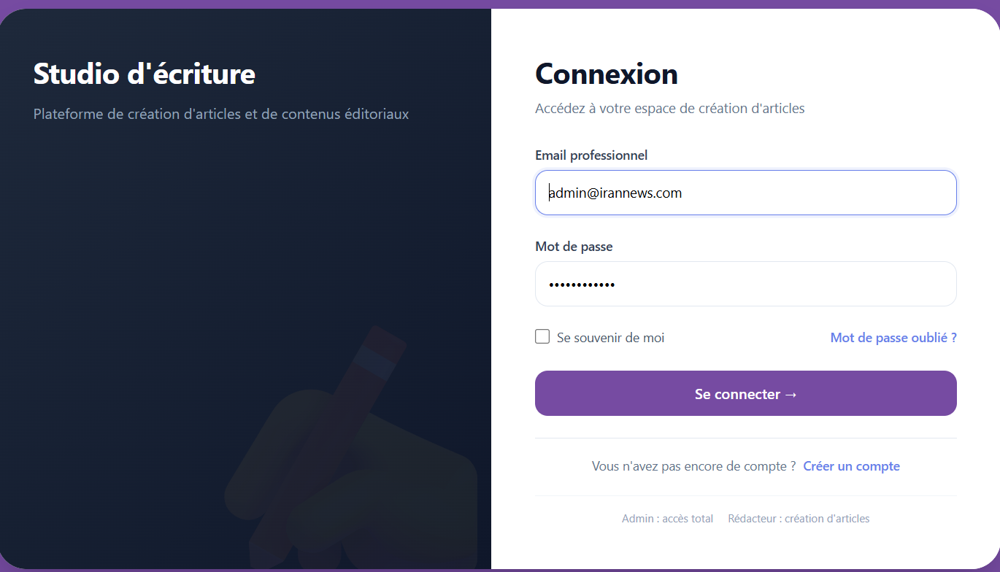 Studio d'écriture
Plateforme de création d'articles et de contenus éditoriaux
Connexion
Accédez à votre espace de création d'articles
Email professionnel
admin@irannews.com
Mot de passe
••••••••••••
Se souvenir de moi
Mot de passe oublié ?
Se connecter →
Vous n'avez pas encore de compte ? Créer un compte
Admin : accès total Rédacteur : création d'articles